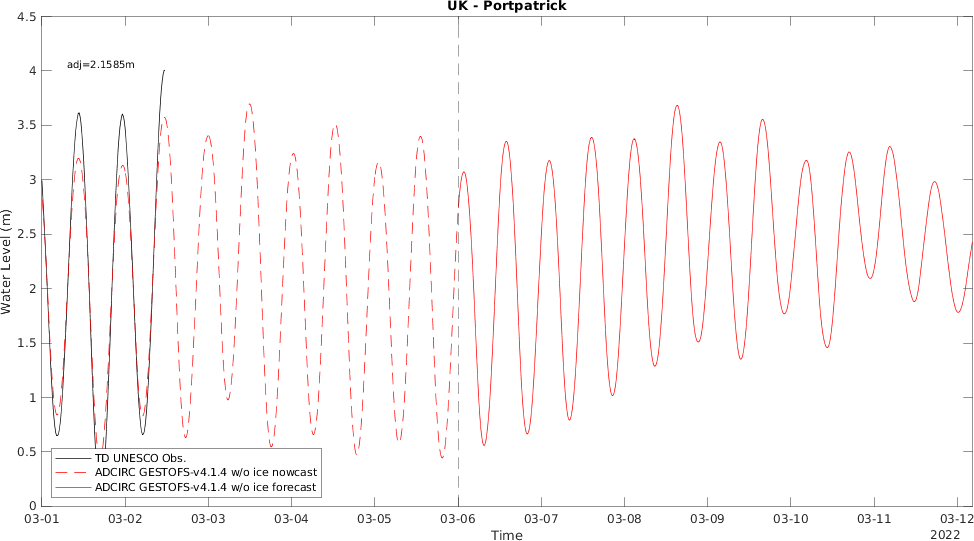 UK - Portpatrick
4.5
4
3.5
3
2.5
2
1.5
1
0.5
0
Water Level (m)
adj=2.1585m
TD UNESCO Obs.
ADCIRC GESTOFS-v4.1.4 w/o ice nowcast
ADCIRC GESTOFS-v4.1.4 w/o ice forecast
03-01 03-02 03-03 03-04 03-05 03-06 03-07 03-08 03-09 03-10 03-11 03-12
Time
2022